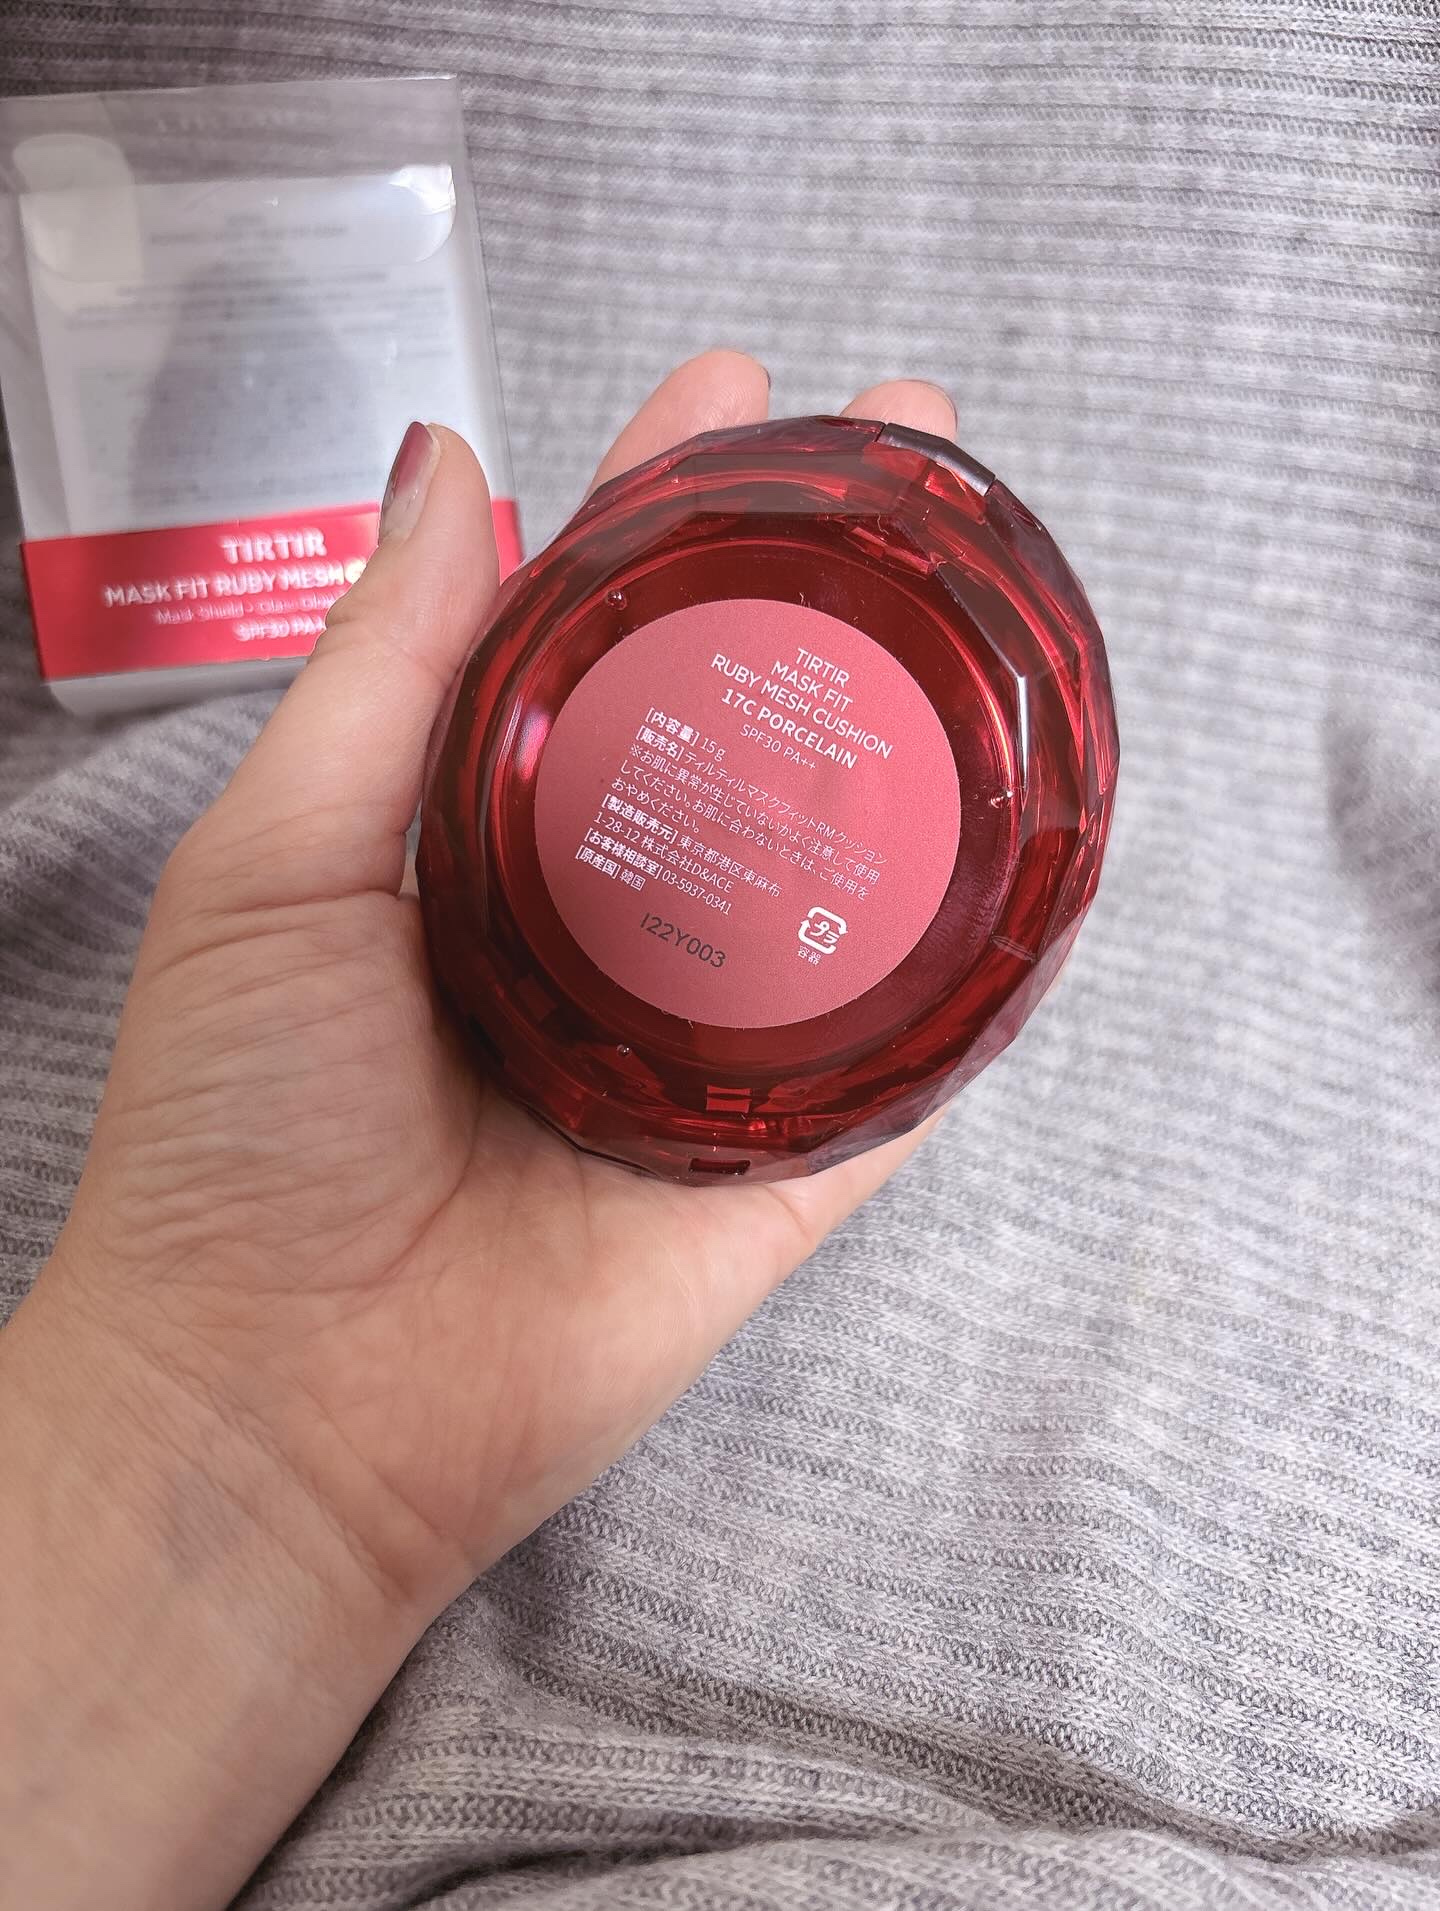 TIRTIR
MASK FIT RUBY MESH
Mask Shield • Glass Glow
SPF30 PA+
TIRTIR
MASK FIT
RUBY MESH CUSHION
17C PORCELAIN
SPF30 PA++
[内容量] 15g
[販売名] ティルティルマスクフィットRMクッション
※お肌に異常が生じていないかよく注意して使用
してください。お肌に合わないときは、ご使用を
おやめください。
[製造販売元] 東京都港区東麻布
1-28-12 株式会社D&ACE
[お客様相談室] 03-5937-0341
[原産国] 韓国
プラ
容器
I22Y003